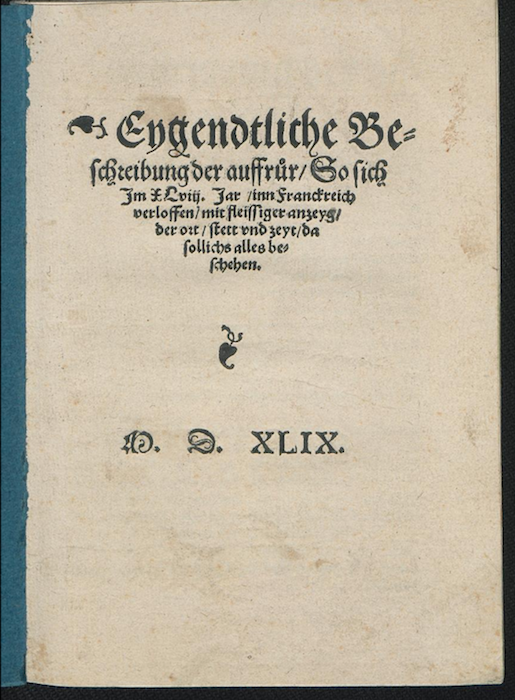 Eygendtliche Be⸗
schreibung der auffrůr/ So sich
Im XLviij. Jar /inn Franckreich
verloffen/ mit fleissiger anzeyg/
der ort/ stett vnd zeyt/ da
sollichs alles be⸗
schehen.
M. D. XLIX.